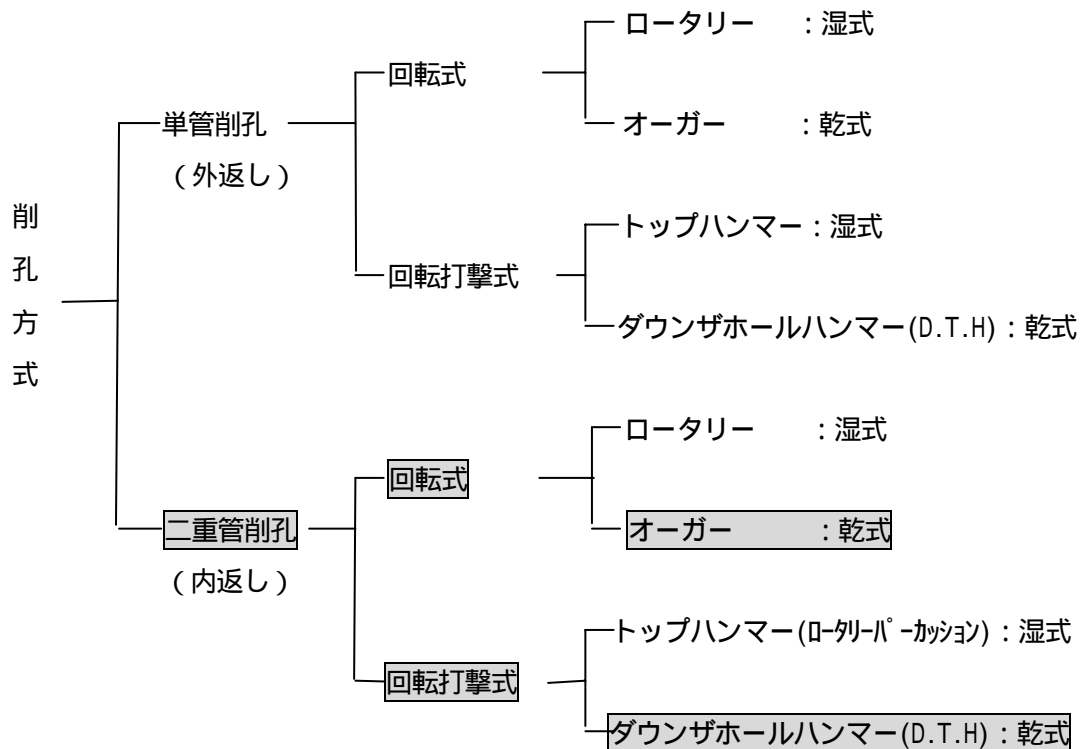 削孔方式
単管削孔
（外返し）
回転式
ロータリー　：湿式
オーガー　：乾式
回転打撃式
トップハンマー：湿式
ダウンザホールハンマー(D.T.H)：乾式
二重管削孔
（内返し）
回転式
ロータリー　：湿式
オーガー　：乾式
回転打撃式
トップハンマー(ﾛｰﾀﾘｰﾊﾟｰｶｯｼｮﾝ)：湿式
ダウンザホールハンマー(D.T.H)：乾式